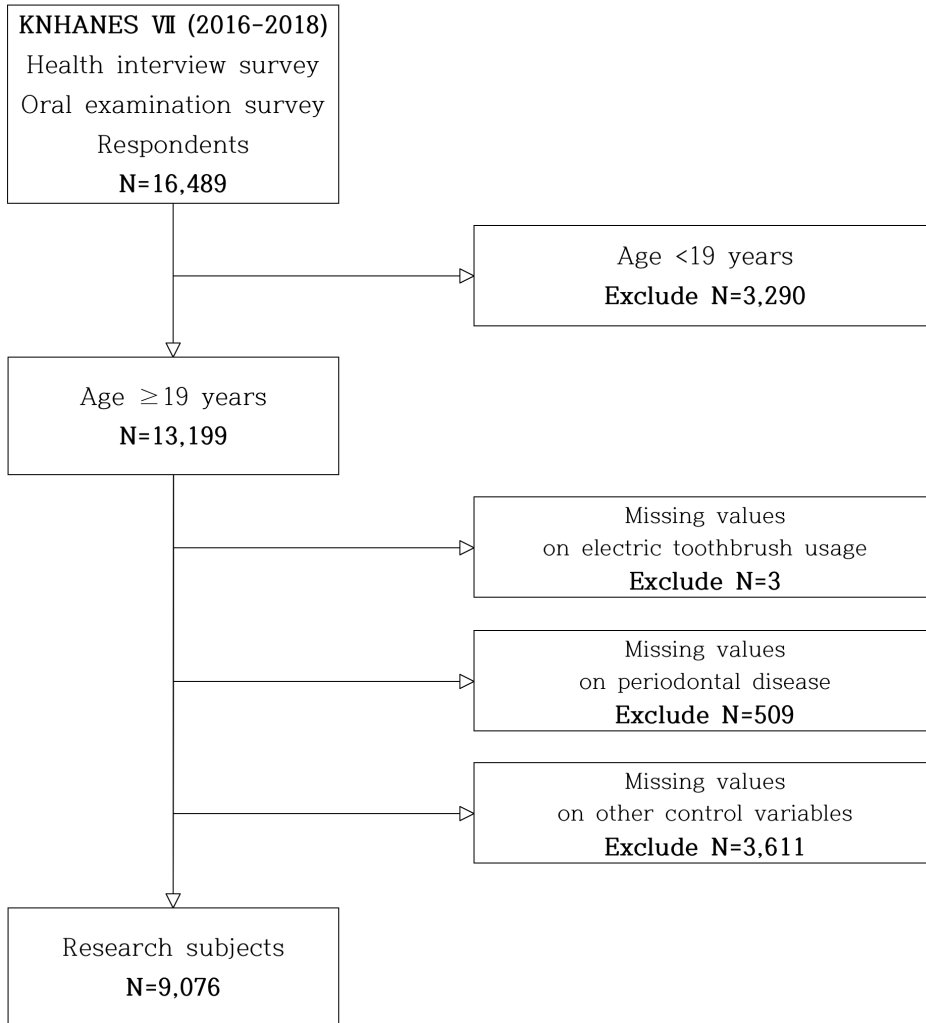 KNHANES Ⅶ (2016-2018)
Health interview survey
Oral examination survey
Respondents
N=16,489
Age <19 years
Exclude N=3,290
Age ≥19 years
N=13,199
Missing values
on electric toothbrush usage
Exclude N=3
Missing values
on periodontal disease
Exclude N=509
Missing values
on other control variables
Exclude N=3,611
Research subjects
N=9,076